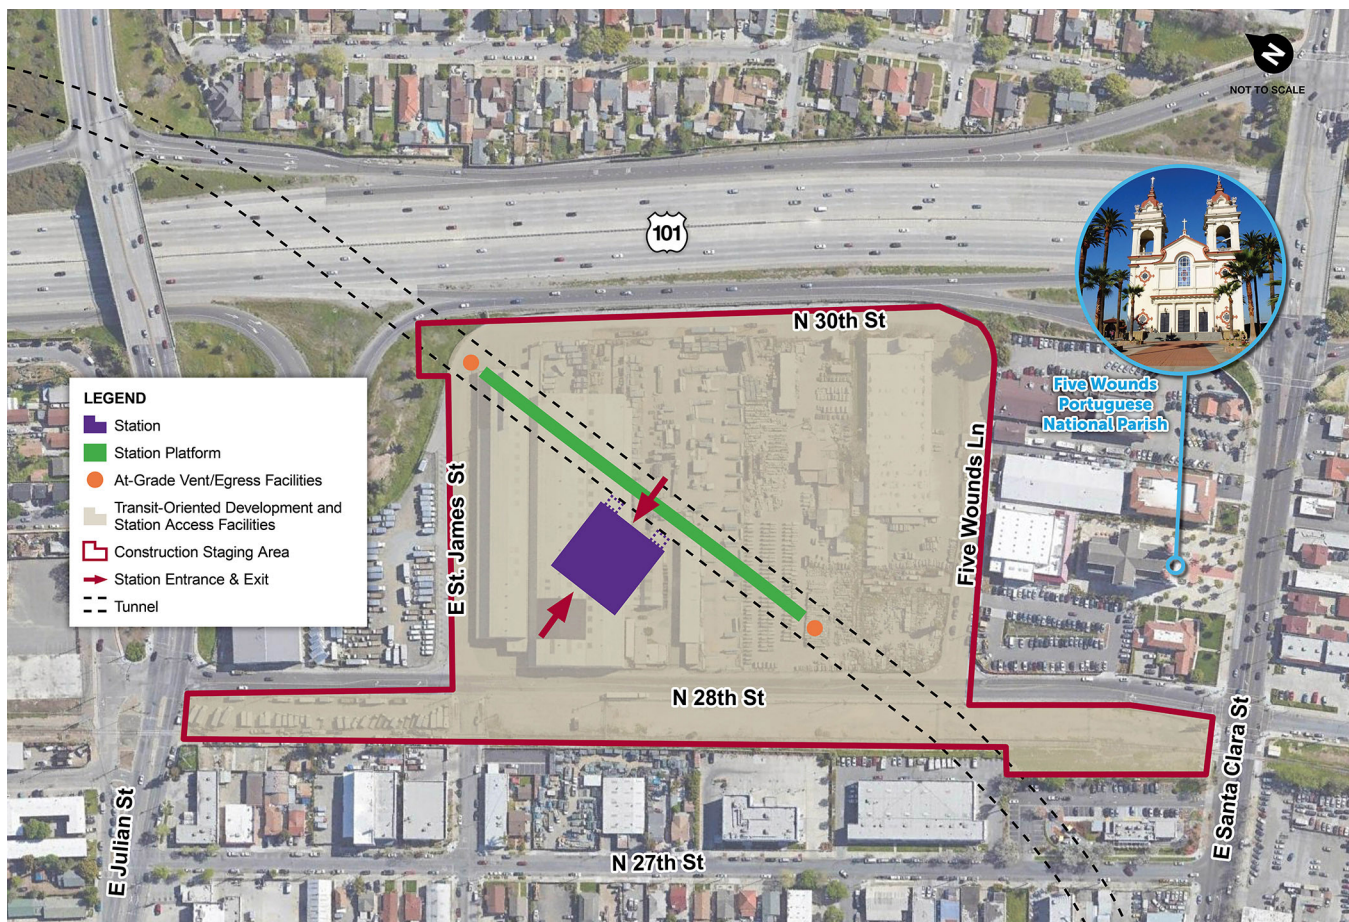 N
NOT TO SCALE
101
N 30th St
Five Wounds
Portuguese
National Parish
LEGEND
Station
Station Platform
At-Grade Vent/Egress Facilities
Transit-Oriented Development and
Station Access Facilities
Construction Staging Area
Station Entrance & Exit
Tunnel
E St. James St
Five Wounds Ln
N 28th St
E Santa Clara St
E Julian St
N 27th St